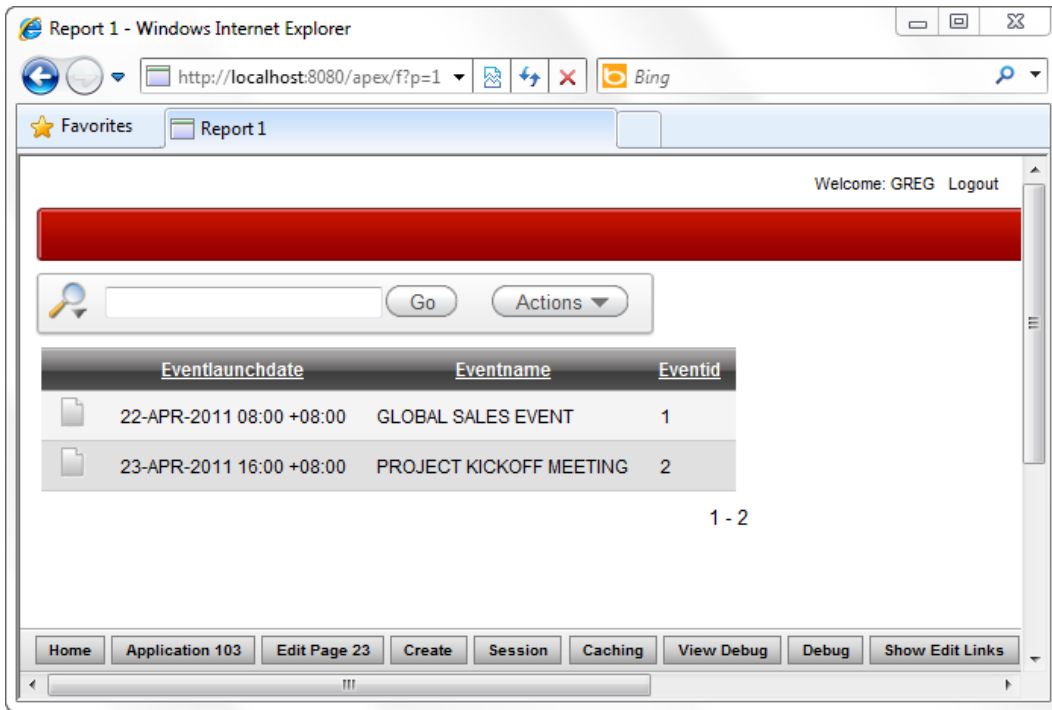 Report 1 - Windows Internet Explorer
http://localhost:8080/apex/f?p=1 Bing
Favorites Report 1
Welcome: GREG Logout
Go Actions
Eventlaunchdate Eventname Eventid
22-APR-2011 08:00 +08:00 GLOBAL SALES EVENT 1
23-APR-2011 16:00 +08:00 PROJECT KICKOFF MEETING 2
1 - 2
Home Application 103 Edit Page 23 Create Session Caching View Debug Debug Show Edit Links